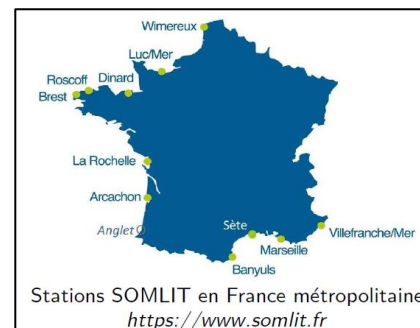 Wimereux
Luc/Mer
Roscoff
Dinard
Brest
La Rochelle
Arcachon
Anglet
Sète
Villefranche/Mer
Marseille
Banyuls
Stations SOMLIT en France métropolitaine
https://www.somlit.fr